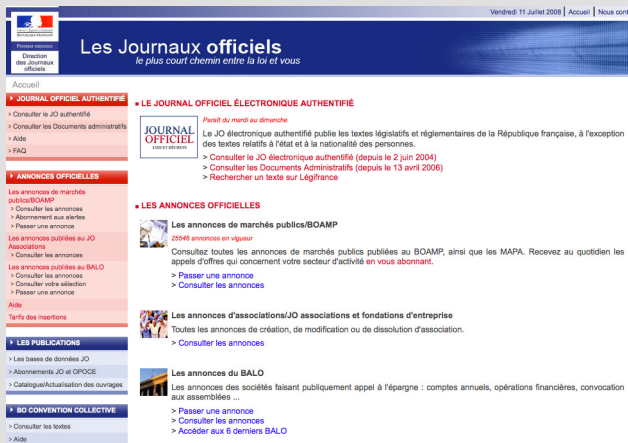 Vendredi 11 Juillet 2008 | Accueil | Nous cont
Premier ministre
Direction
des Journaux
officiels
Les Journaux officiels
le plus court chemin entre la loi et vous
Accueil
JOURNAL OFFICIEL AUTHENTIFIÉ
> Consulter le JO authentifié
> Consulter les Documents administratifs
> Aide
> FAQ
ANNONCES OFFICIELLES
Les annonces de marchés
publics/BOAMP
> Consulter les annonces
> Abonnement aux alertes
> Passer une annonce
Les annonces publiées au JO
Associations
> Consulter les annonces
Les annonces publiées au BALO
> Consulter les annonces
> Consulter votre sélection
> Passer une annonce
Aide
Tarifs des insertions
LES PUBLICATIONS
> Les bases de données JO
> Abonnements JO et OPOCE
> Catalogue/Actualisation des ouvrages
BO CONVENTION COLLECTIVE
> Consulter les textes
> Aide
LE JOURNAL OFFICIEL ÉLECTRONIQUE AUTHENTIFIÉ
JOURNAL
OFFICIEL
LOIS ET DÉCRETS
Paraît du mardi au dimanche
Le JO électronique authentifié publie les textes législatifs et réglementaires de la République française, à l'exception
des textes relatifs à l'état et à la nationalité des personnes.
> Consulter le JO électronique authentifié (depuis le 2 juin 2004)
> Consulter les Documents Administratifs (depuis le 13 avril 2006)
> Rechercher un texte sur Légifrance
LES ANNONCES OFFICIELLES
Les annonces de marchés publics/BOAMP
25546 annonces en vigueur
Consultez toutes les annonces de marchés publics publiées au BOAMP, ainsi que les MAPA. Recevez au quotidien les
appels d'offres qui concernent votre secteur d'activité en vous abonnant.
> Passer une annonce
> Consulter les annonces
Les annonces d'associations/JO associations et fondations d'entreprise
Toutes les annonces de création, de modification ou de dissolution d'association.
> Consulter les annonces
Les annonces du BALO
Les annonces des sociétés faisant publiquement appel à l'épargne : comptes annuels, opérations financières, convocation
aux assemblées ...
> Passer une annonce
> Consulter les annonces
> Accéder aux 6 derniers BALO